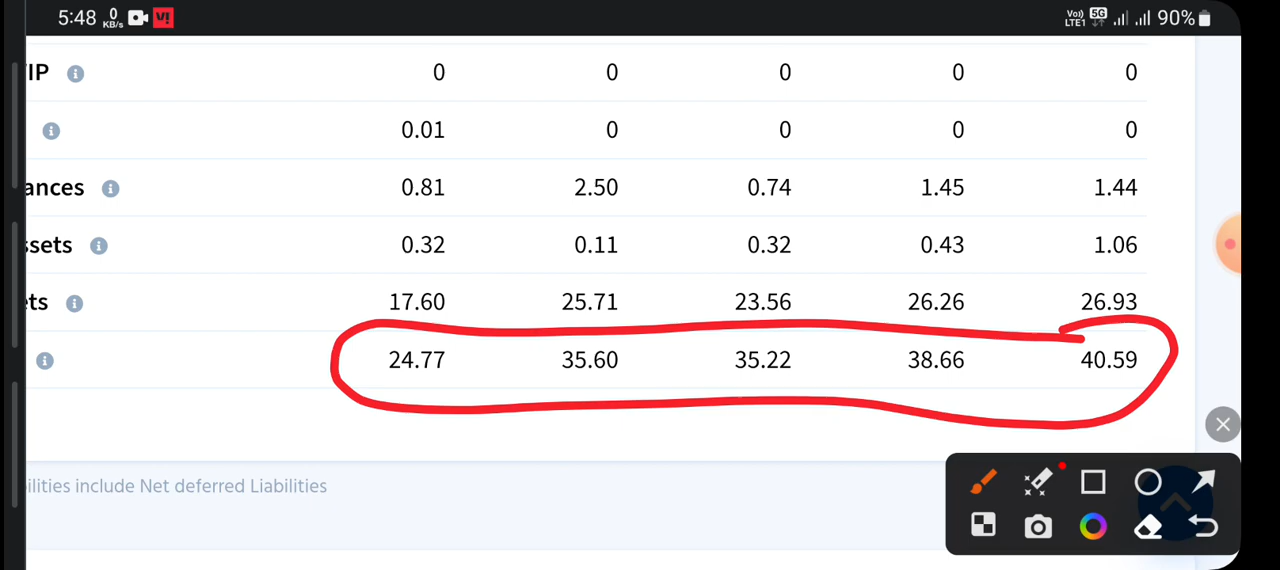 5:48 0 KB/s V! Vo) LTE1 5G 90%
IP 0 0 0 0 0
0.01 0 0 0 0
ances 0.81 2.50 0.74 1.45 1.44
ssets 0.32 0.11 0.32 0.43 1.06
ets 17.60 25.71 23.56 26.26 26.93
24.77 35.60 35.22 38.66 40.59
ilities include Net deferred Liabilities